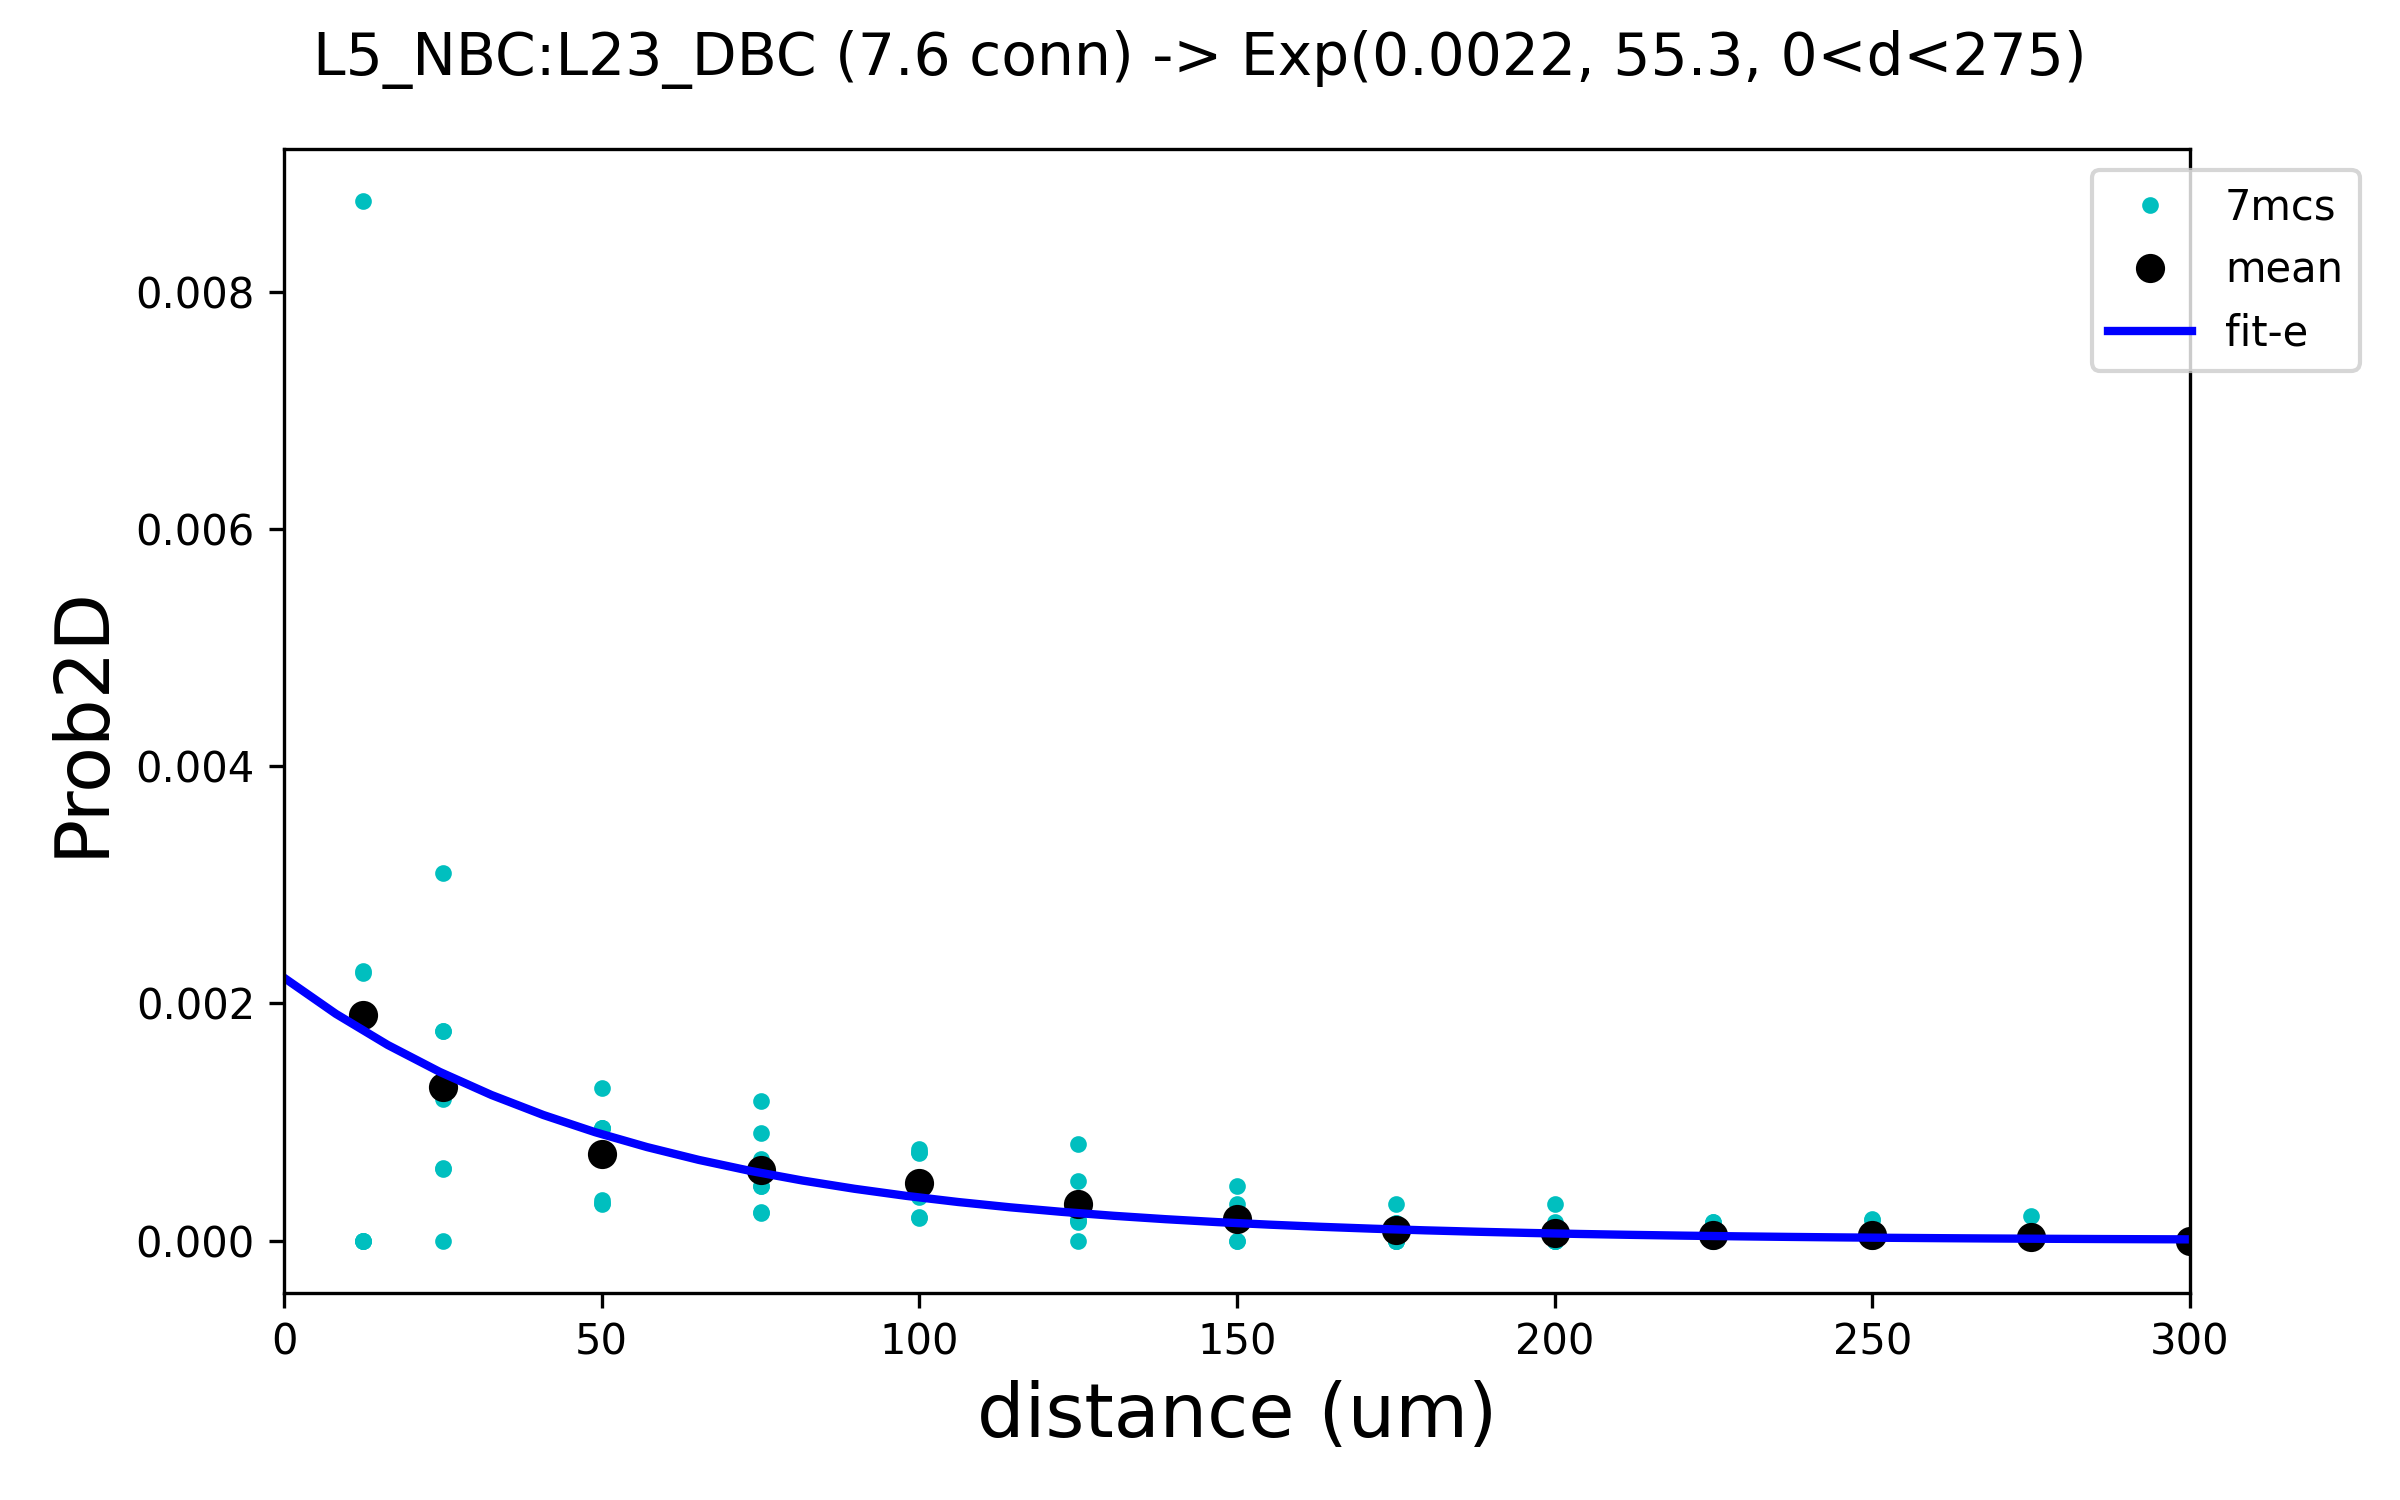 L5_NBC:L23_DBC (7.6 conn) -> Exp(0.0022, 55.3, 0<d<275)
7mcs
mean
fit-e
Prob2D
0.008
0.006
0.004
0.002
0.000
0 50 100 150 200 250 300
distance (um)